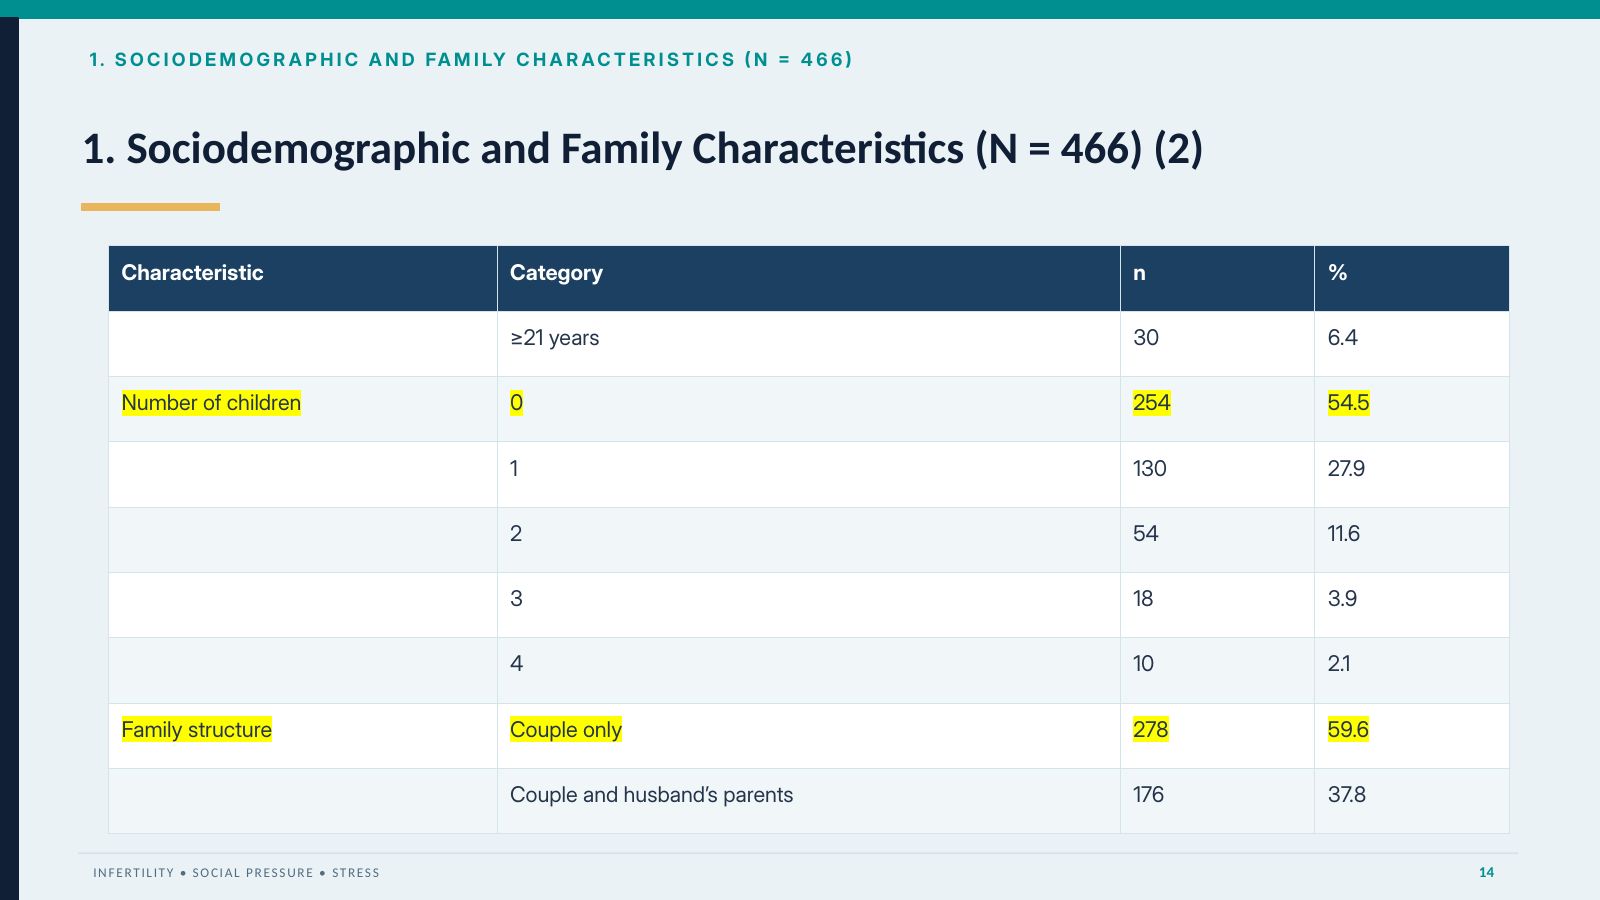 1. SOCIODEMOGRAPHIC AND FAMILY CHARACTERISTICS (N = 466)
1. Sociodemographic and Family Characteristics (N = 466) (2)
Characteristic Category n %
≥21 years 30 6.4
Number of children 0 254 54.5
1 130 27.9
2 54 11.6
3 18 3.9
4 10 2.1
Family structure Couple only 278 59.6
Couple and husband’s parents 176 37.8
INFERTILITY • SOCIAL PRESSURE • STRESS 14